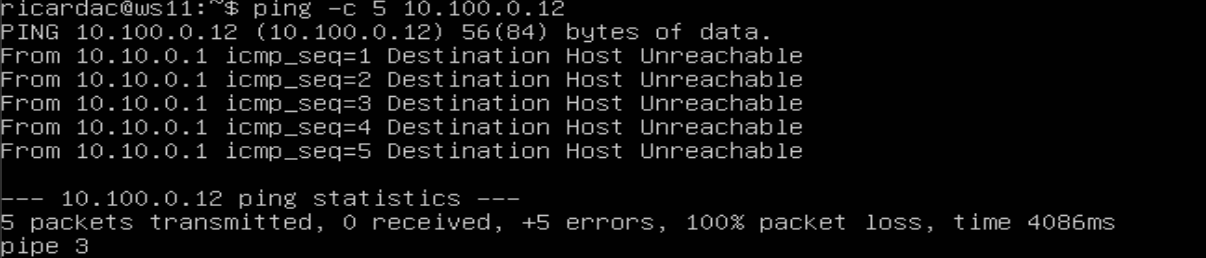 ricardac@ws11:~$ ping -c 5 10.100.0.12
PING 10.100.0.12 (10.100.0.12) 56(84) bytes of data.
From 10.10.0.1 icmp_seq=1 Destination Host Unreachable
From 10.10.0.1 icmp_seq=2 Destination Host Unreachable
From 10.10.0.1 icmp_seq=3 Destination Host Unreachable
From 10.10.0.1 icmp_seq=4 Destination Host Unreachable
From 10.10.0.1 icmp_seq=5 Destination Host Unreachable
--- 10.100.0.12 ping statistics ---
5 packets transmitted, 0 received, +5 errors, 100% packet loss, time 4086ms
pipe 3